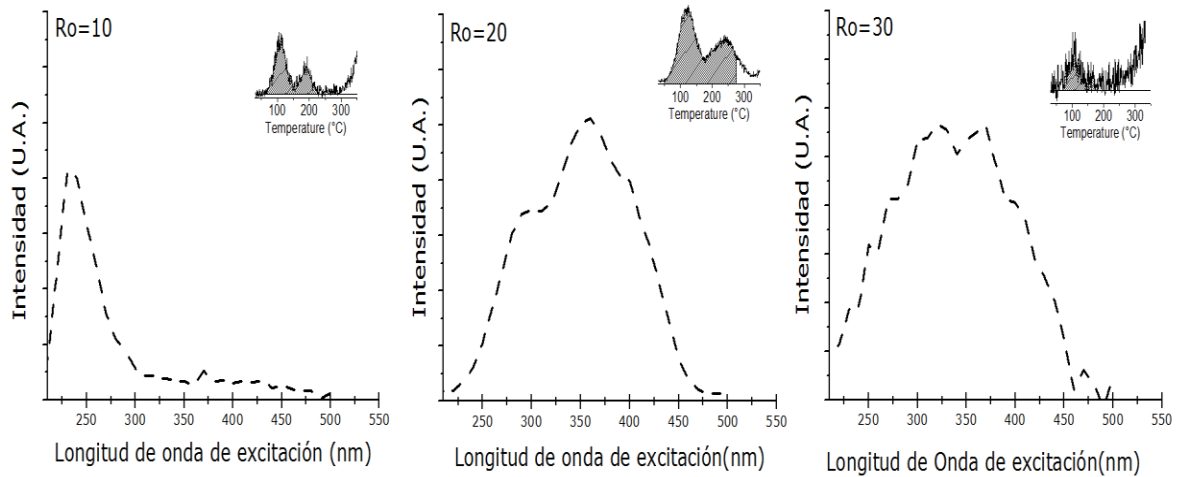 Ro=10
Intensidad (U.A.)
100 200 300
Temperature (°C)
250 300 350 400 450 500 550
Longitud de onda de excitación (nm)
Ro=20
Intensidad (U.A.)
100 200 300
Temperature (°C)
250 300 350 400 450 500 550
Longitud de onda de excitación(nm)
Ro=30
Intensidad (U.A.)
100 200 300
Temperature (°C)
250 300 350 400 450 500 550
Longitud de Onda de excitación(nm)